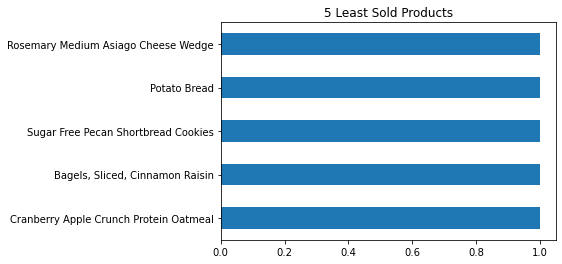 5 Least Sold Products
Rosemary Medium Asiago Cheese Wedge
Potato Bread
Sugar Free Pecan Shortbread Cookies
Bagels, Sliced, Cinnamon Raisin
Cranberry Apple Crunch Protein Oatmeal
0.0 0.2 0.4 0.6 0.8 1.0